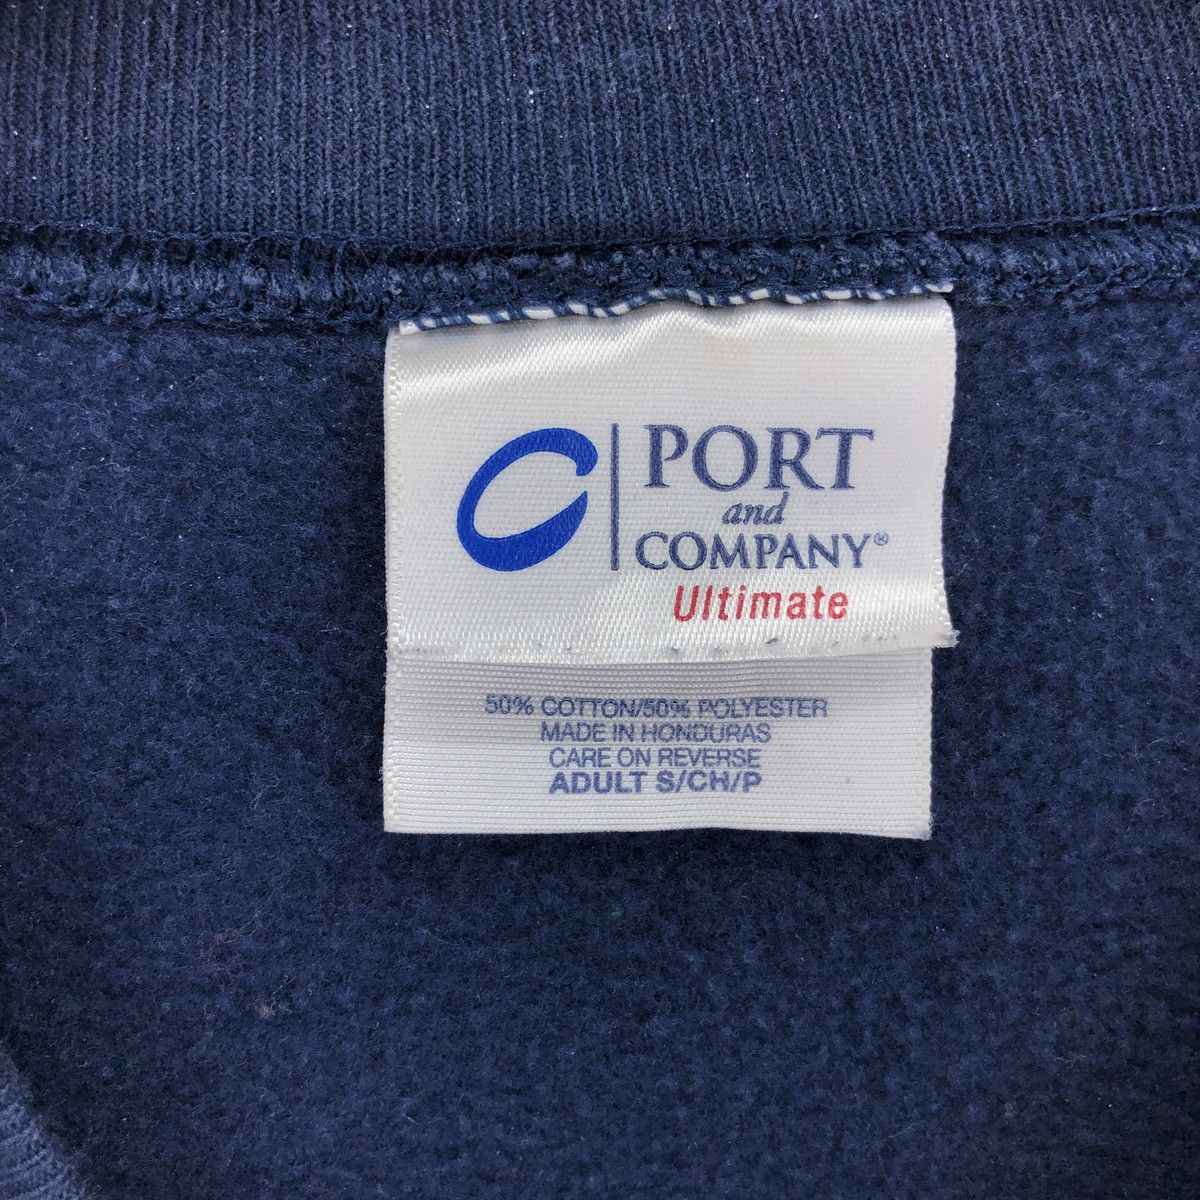 PORT
and
COMPANY®
Ultimate
50% COTTON/50% POLYESTER
MADE IN HONDURAS
CARE ON REVERSE
ADULT S/CH/P